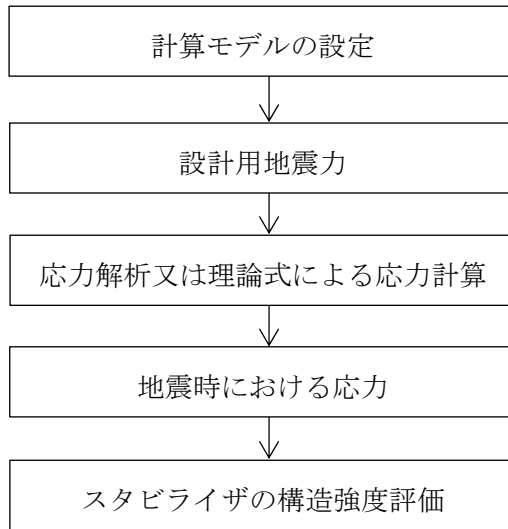 計算モデルの設定
設計用地震力
応力解析又は理論式による応力計算
地震時における応力
スタビライザの構造強度評価